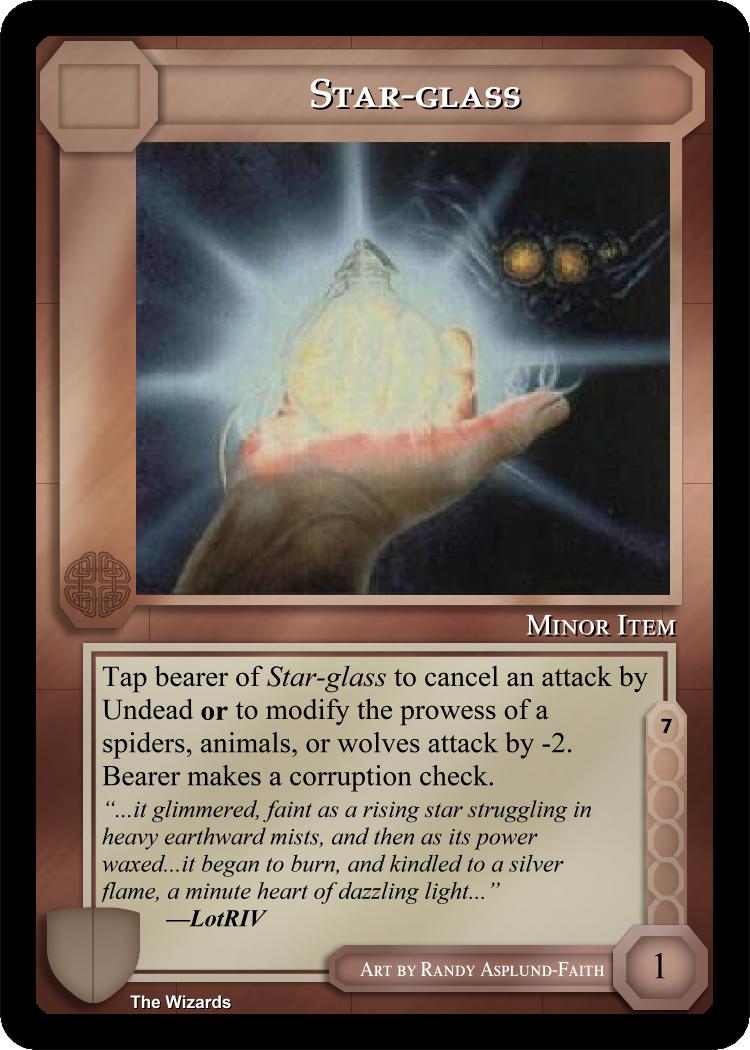 Star-glass
Minor Item
Tap bearer of Star-glass to cancel an attack by
Undead or to modify the prowess of a
spiders, animals, or wolves attack by -2.
Bearer makes a corruption check.
“...it glimmered, faint as a rising star struggling in
heavy earthward mists, and then as its power
waxed...it began to burn, and kindled to a silver
flame, a minute heart of dazzling light...”
—LotRIV
7
Art by Randy Asplund-Faith
1
The Wizards